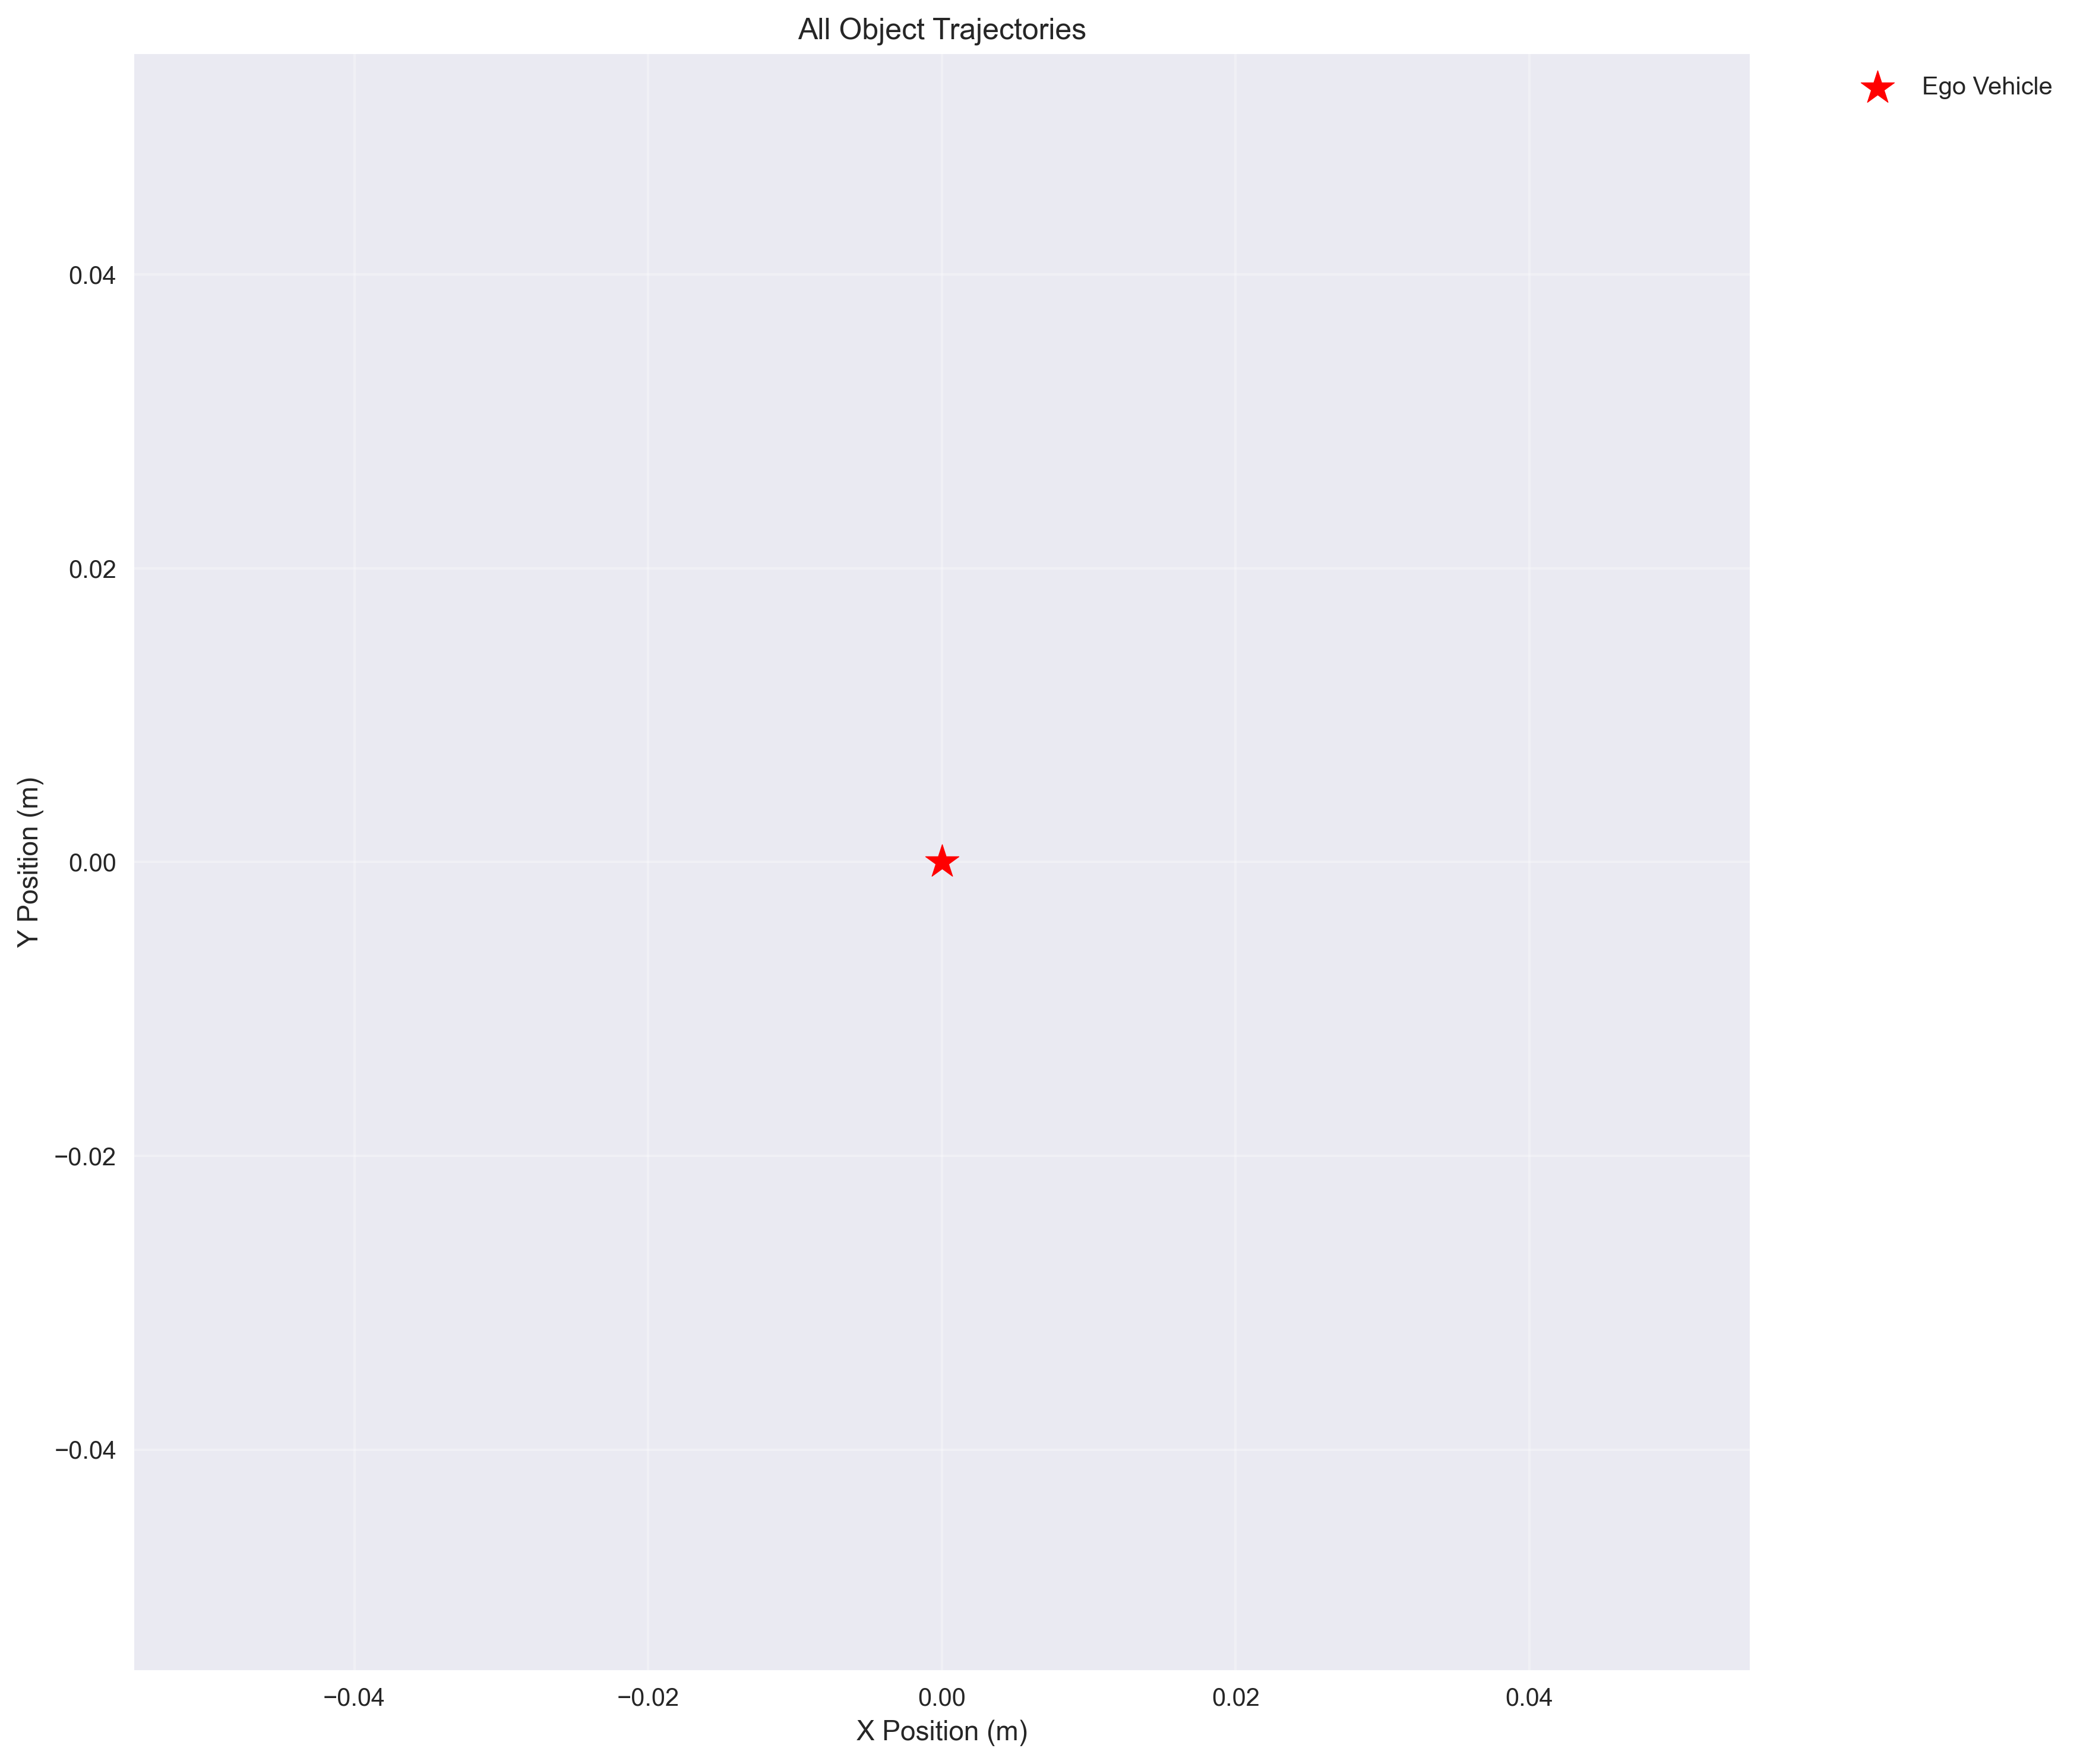 All Object Trajectories
Ego Vehicle
Y Position (m)
0.04
0.02
0.00
−0.02
−0.04
−0.04 −0.02 0.00 0.02 0.04
X Position (m)